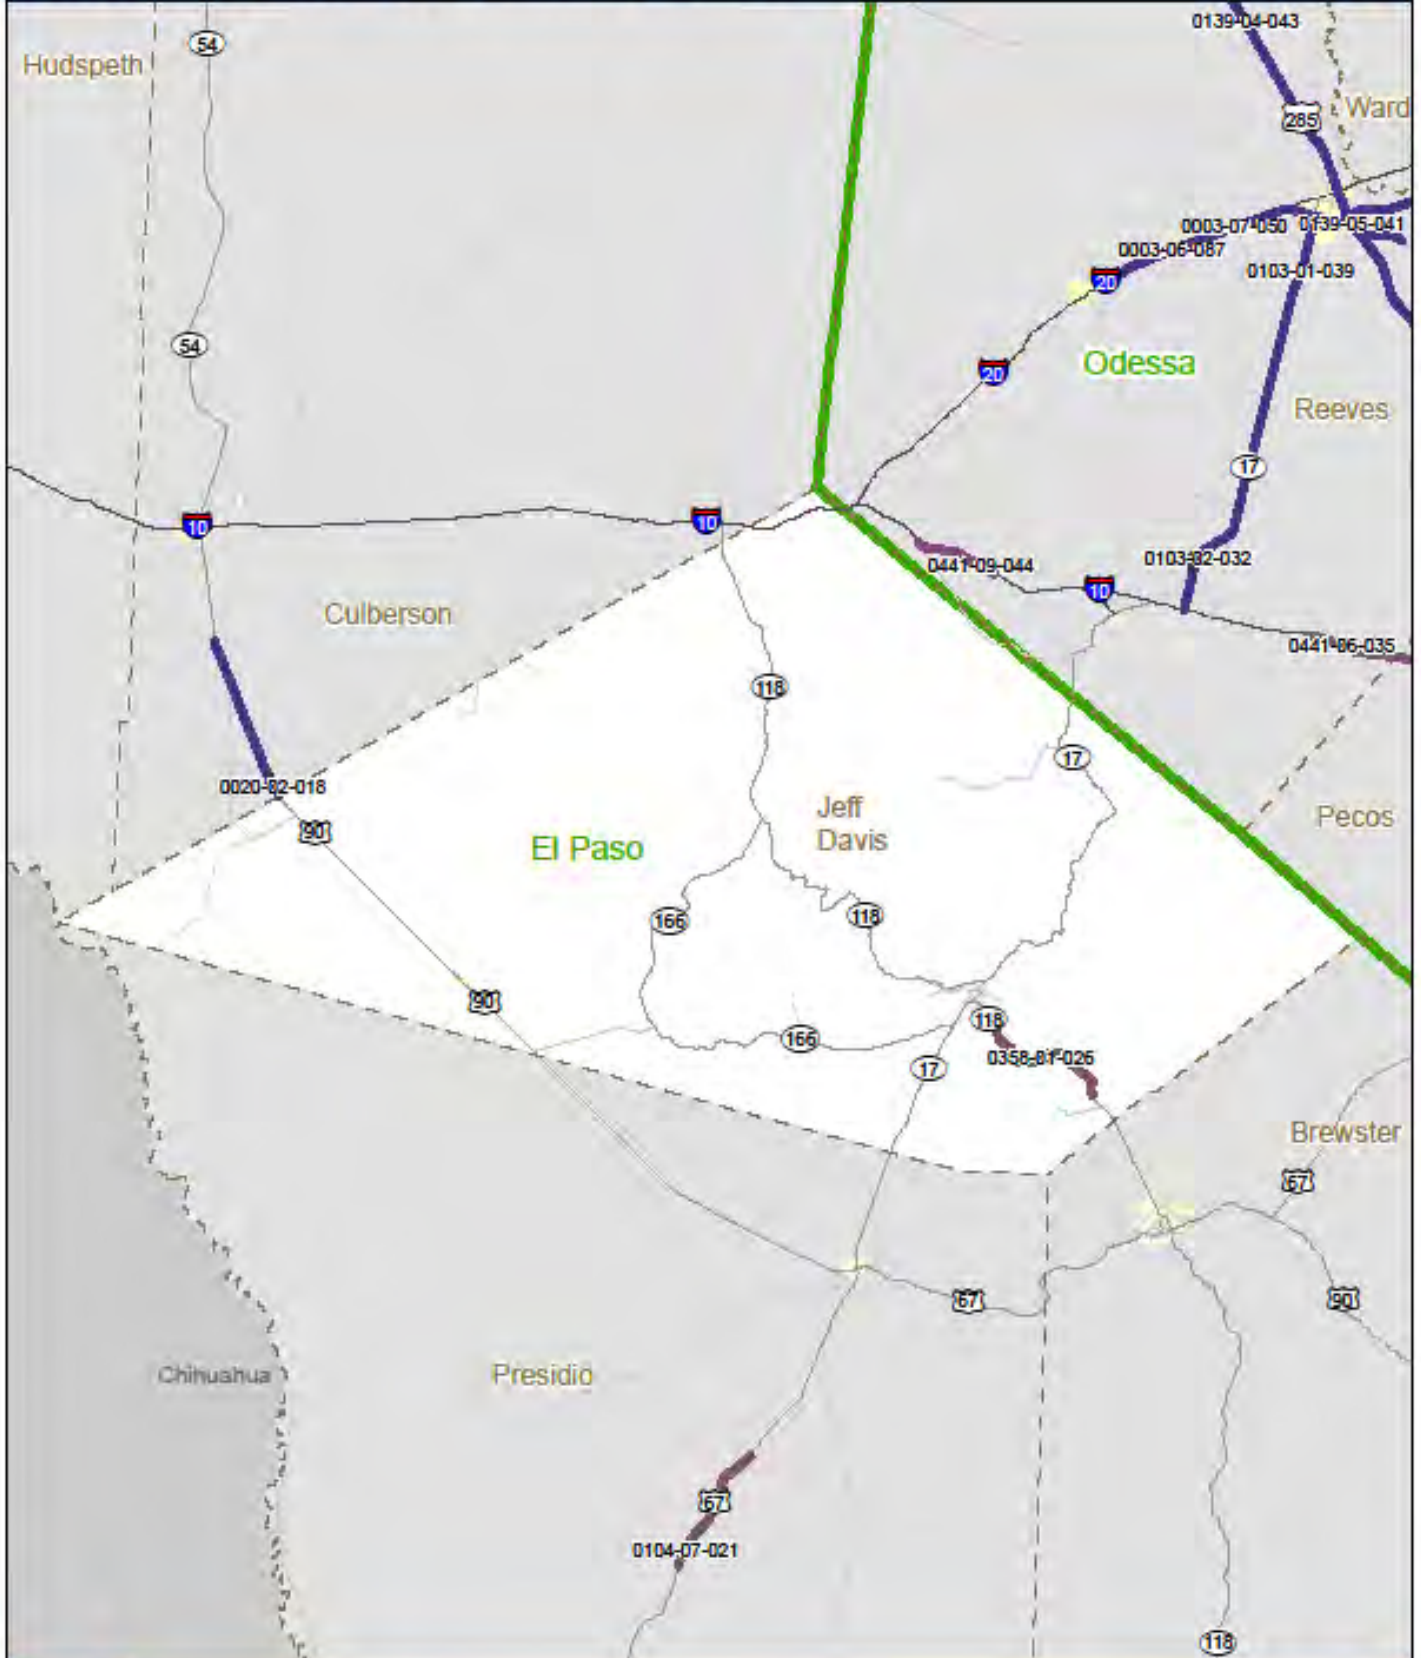 0139-04-043
54
Hudspeth
Ward
285
0003-07-050
0139-05-041
0003-06-087
0103-01-039
20
54
Odessa
20
Reeves
17
10
10
0103-02-032
0441-09-044
10
Culberson
0441-06-035
118
17
0020-02-018
Jeff
Davis
Pecos
90
El Paso
166
118
90
118
166
0358-01-026
17
Brewster
67
67
90
Chihuahua
Presidio
67
0104-07-021
118